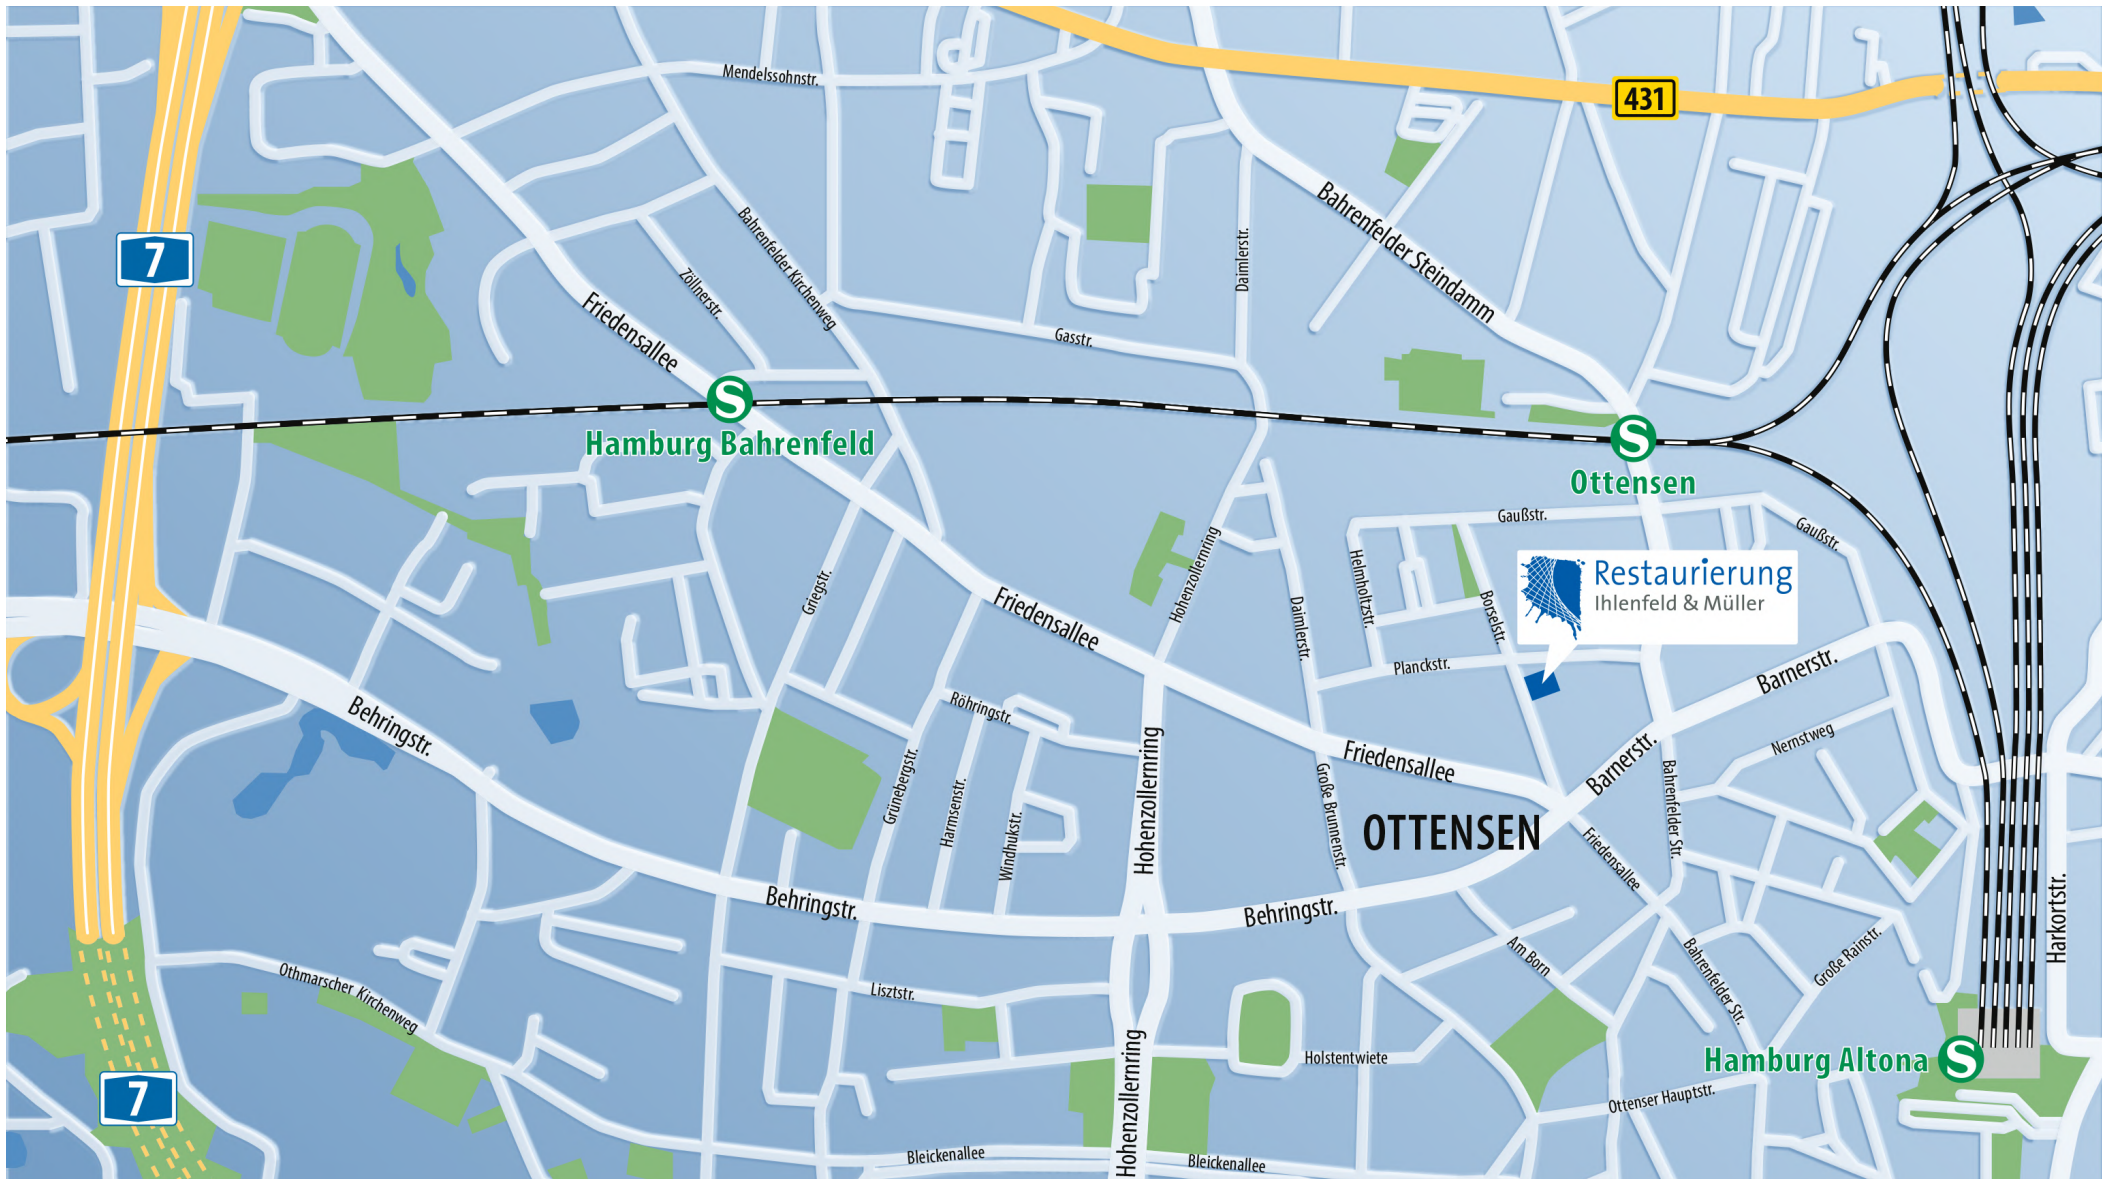 Mendelssohnstr.
431
Bahrenfelder Steindamm
Bahrenfelder Kirchenweg
Daimlerstr.
7
Zöllnerstr.
Friedensallee
Gasstr.
S
Hamburg Bahrenfeld
S
Ottensen
Gaußstr.
Gaußstr.
Hohenzollernring
Helmholtzstr.
Restaurierung
Ihlenfeld & Müller
Griegstr.
Friedensallee
Daimlerstr.
Borselstr.
Planckstr.
Barnerstr.
Röhringstr.
Behringstr.
Nernstweg
Hohenzollernring
Friedensallee
Barnerstr.
Grünebergstr.
Harmsenstr.
Windhukstr.
Große Brunnenstr.
Bahrenfelder Str.
OTTENSEN
Friedensallee
Behringstr.
Behringstr.
Harkortstr.
Am Born
Bahrenfelder Str.
Große Rainstr.
Othmarscher Kirchenweg
Lisztstr.
Holstentwiete
Hamburg Altona
S
7
Hohenzollernring
Ottenser Hauptstr.
Bleickenallee
Bleickenallee